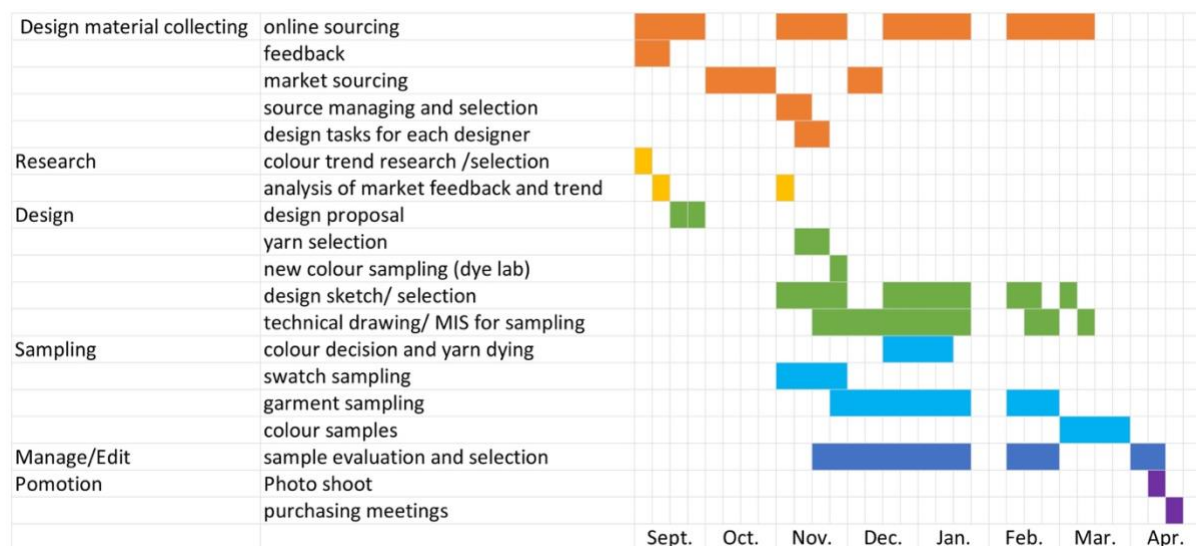 Design material collecting online sourcing
feedback
market sourcing
source managing and selection
design tasks for each designer
Research colour trend research /selection
analysis of market feedback and trend
Design design proposal
yarn selection
new colour sampling (dye lab)
design sketch/ selection
technical drawing/ MIS for sampling
Sampling colour decision and yarn dying
swatch sampling
garment sampling
colour samples
Manage/Edit sample evaluation and selection
Pomotion Photo shoot
purchasing meetings
Sept. Oct. Nov. Dec. Jan. Feb. Mar. Apr.